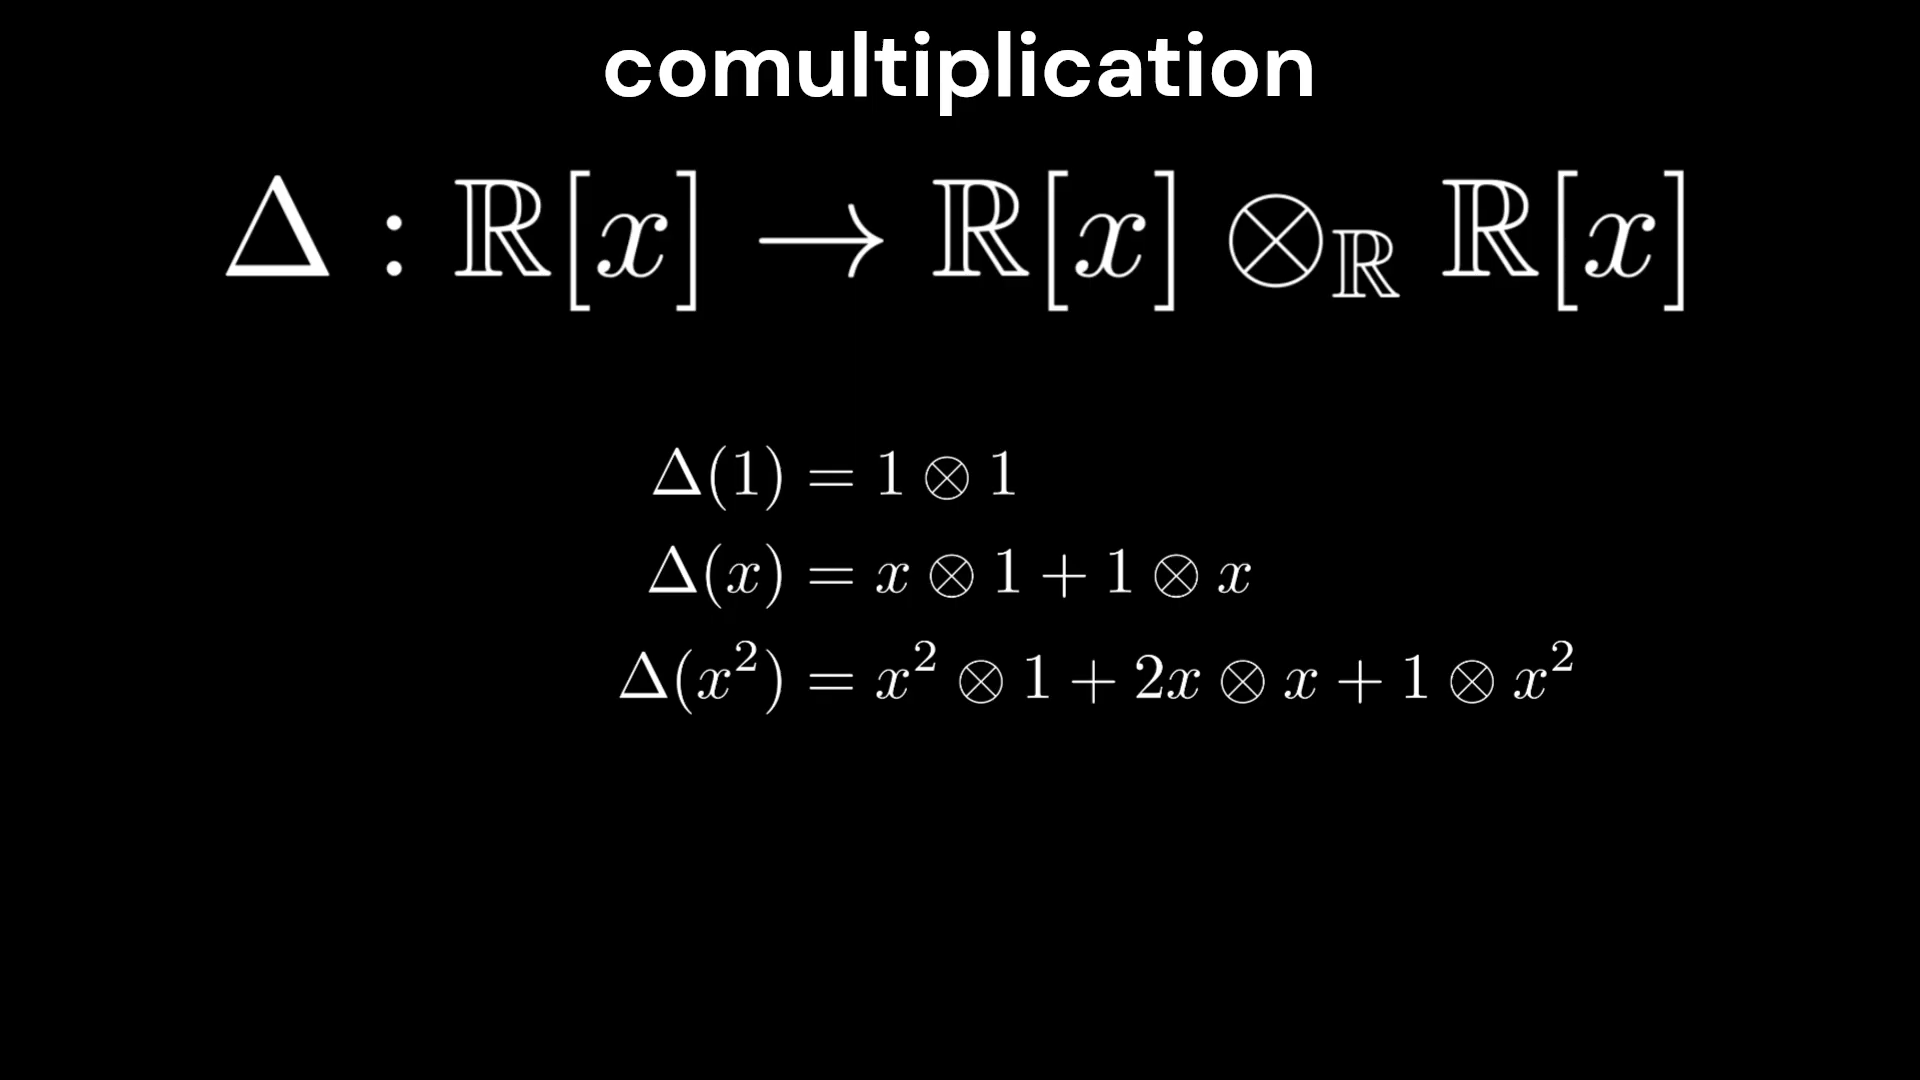 comultiplication
Δ : ℝ[x] → ℝ[x] ⊗_ℝ ℝ[x]
Δ(1) = 1 ⊗ 1
Δ(x) = x ⊗ 1 + 1 ⊗ x
Δ(x²) = x² ⊗ 1 + 2x ⊗ x + 1 ⊗ x²